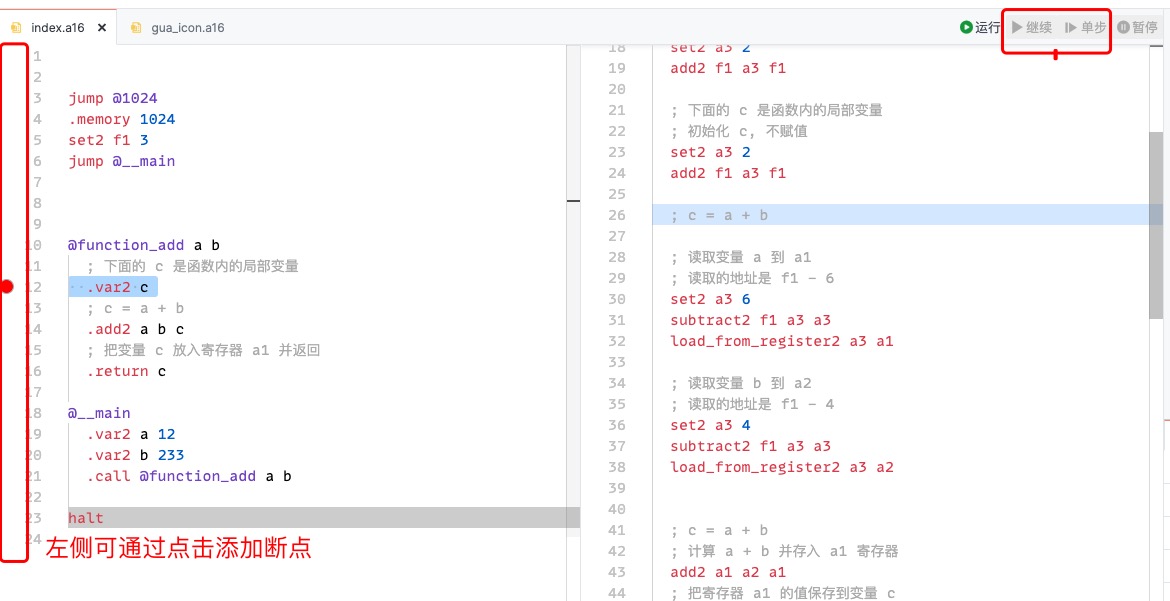 index.a16 ×
gua_icon.a16
运行 继续 单步 暂停
1
2
3 jump @1024
4 .memory 1024
5 set2 f1 3
6 jump @__main
7
8
9
10 @function_add a b
11 ; 下面的 c 是函数内的局部变量
12 ··.var2·c
13 ; c = a + b
14 .add2 a b c
15 ; 把变量 c 放入寄存器 a1 并返回
16 .return c
17
18 @__main
19 .var2 a 12
20 .var2 b 233
21 .call @function_add a b
22
23 halt
24
左侧可通过点击添加断点
18 set2 a3 2
19 add2 f1 a3 f1
20
21 ; 下面的 c 是函数内的局部变量
22 ; 初始化 c, 不赋值
23 set2 a3 2
24 add2 f1 a3 f1
25
26 ; c = a + b
27
28 ; 读取变量 a 到 a1
29 ; 读取的地址是 f1 - 6
30 set2 a3 6
31 subtract2 f1 a3 a3
32 load_from_register2 a3 a1
33
34 ; 读取变量 b 到 a2
35 ; 读取的地址是 f1 - 4
36 set2 a3 4
37 subtract2 f1 a3 a3
38 load_from_register2 a3 a2
39
40
41 ; c = a + b
42 ; 计算 a + b 并存入 a1 寄存器
43 add2 a1 a2 a1
44 ; 把寄存器 a1 的值保存到变量 c